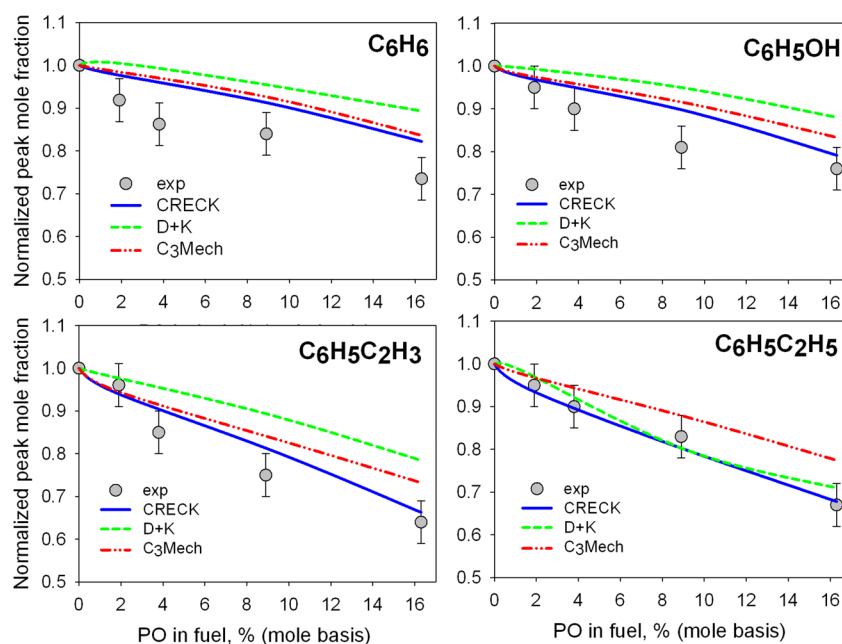 Normalized peak mole fraction
1.1
1.0
0.9
0.8
0.7
0.6
0.5
C6H6
exp
CRECK
D+K
C3Mech
0 2 4 6 8 10 12 14 16
1.1
1.0
0.9
0.8
0.7
0.6
0.5
C6H5OH
exp
CRECK
D+K
C3Mech
0 2 4 6 8 10 12 14 16
Normalized peak mole fraction
1.1
1.0
0.9
0.8
0.7
0.6
0.5
C6H5C2H3
exp
CRECK
D+K
C3Mech
0 2 4 6 8 10 12 14 16
PO in fuel, % (mole basis)
1.1
1.0
0.9
0.8
0.7
0.6
0.5
C6H5C2H5
exp
CRECK
D+K
C3Mech
0 2 4 6 8 10 12 14 16
PO in fuel, % (mole basis)